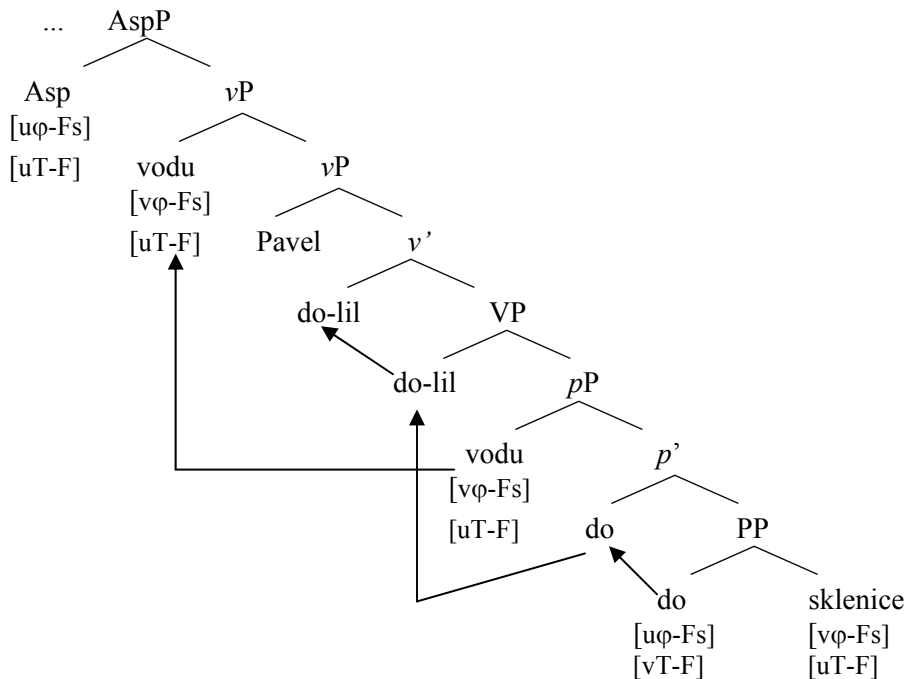 ... AspP
Asp vP
[uφ-Fs]
[uT-F]
vodu vP
[vφ-Fs]
[uT-F]
Pavel v’
do-lil VP
do-lil pP
vodu p’
[vφ-Fs]
[uT-F]
do PP
do sklenice
[uφ-Fs] [vφ-Fs]
[vT-F] [uT-F]